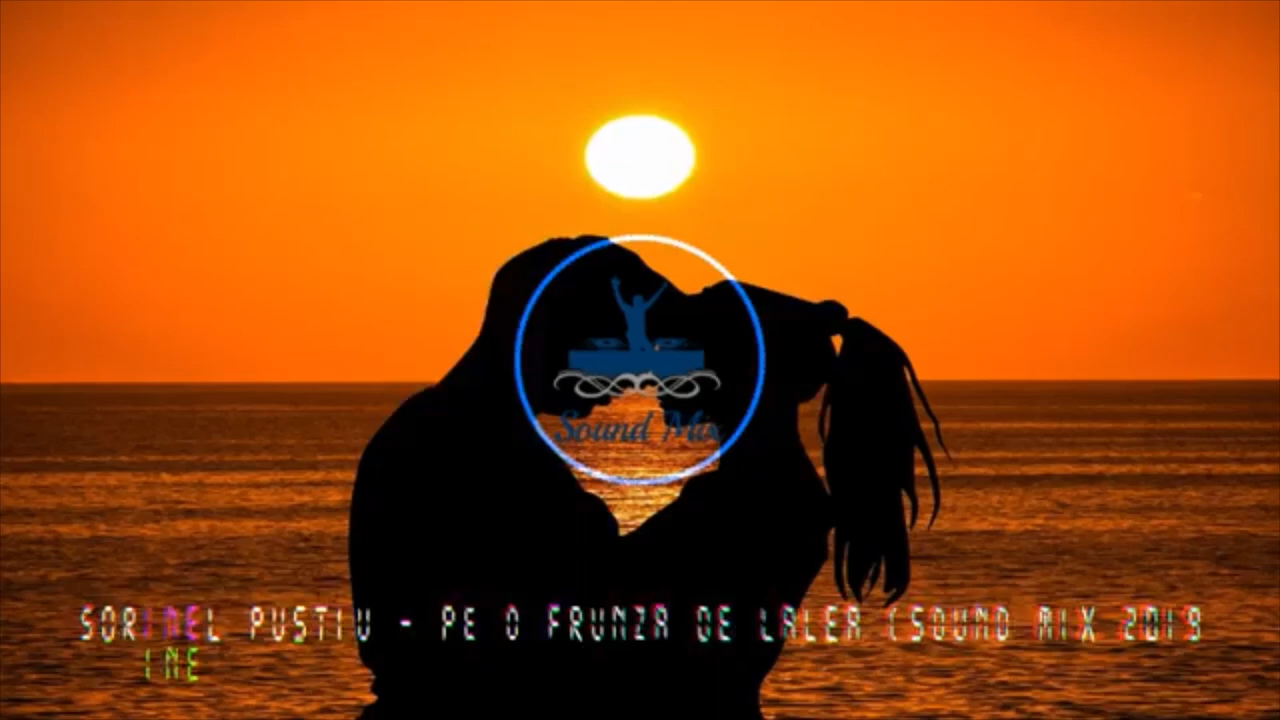 Sound Mix
SORINEL PUSTIU - PE O FRUNZA DE LALEA (SOUND MIX 2019
INE